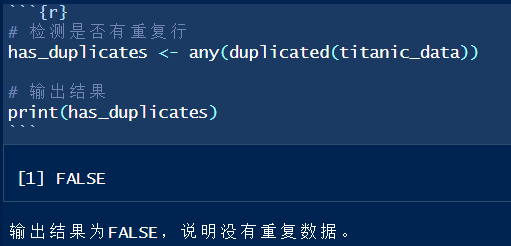 ```{r}
# 检测是否有重复行
has_duplicates <- any(duplicated(titanic_data))
# 输出结果
print(has_duplicates)
```
[1] FALSE
输出结果为FALSE，说明没有重复数据。